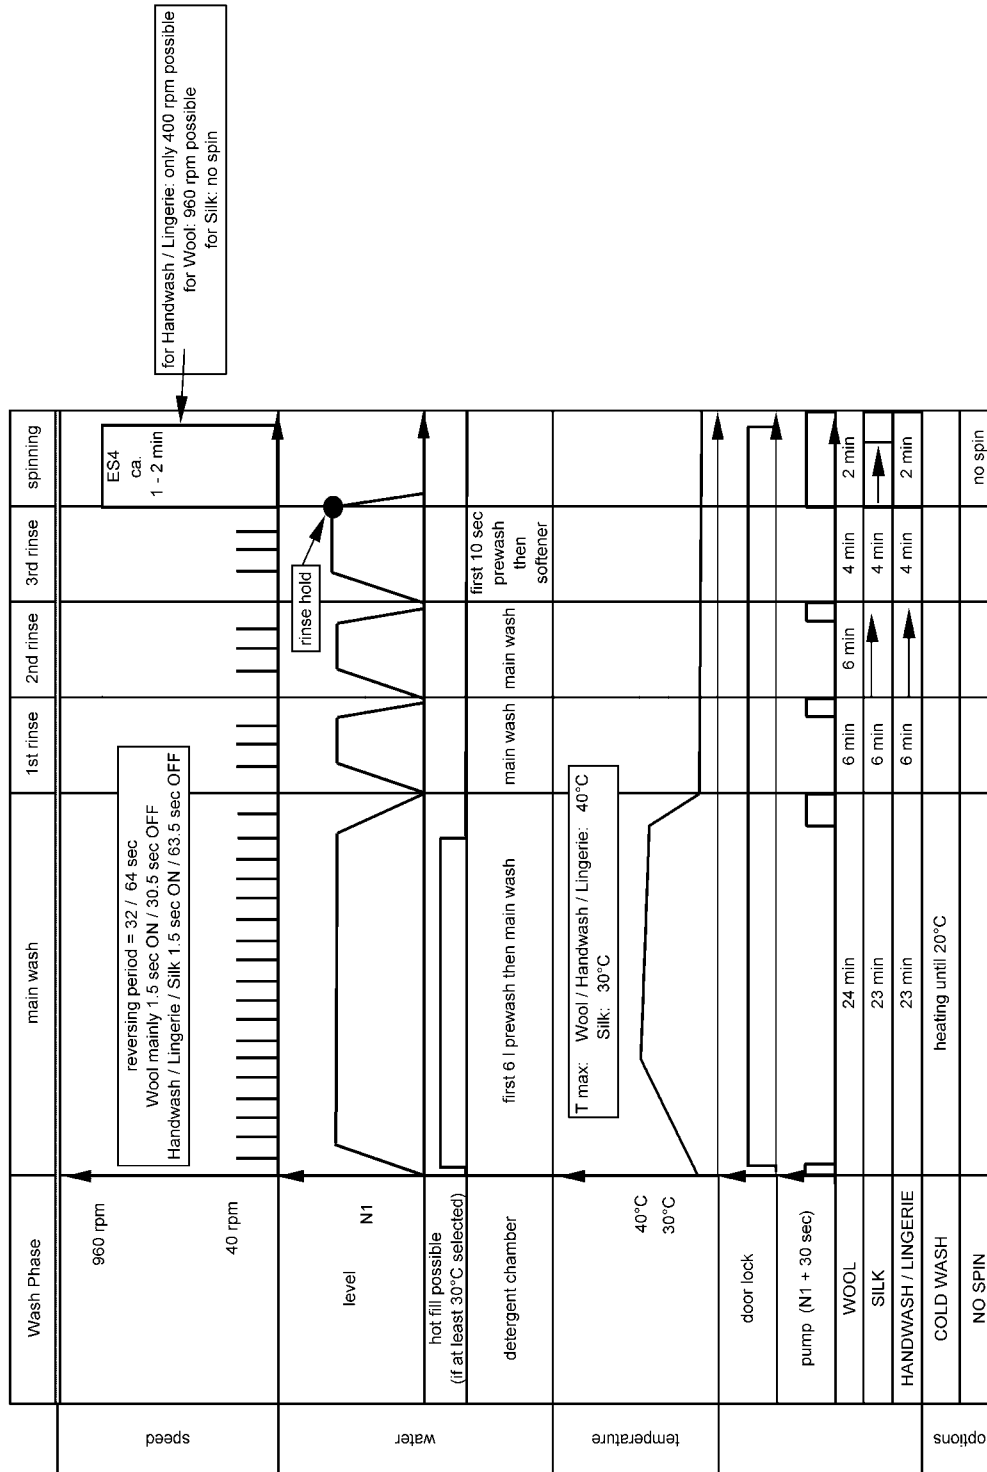 Wash Phase
main wash
1st rinse
2nd rinse
3rd rinse
spinning
speed
960 rpm
40 rpm
reversing period = 32 / 64 sec
Wool mainly 1.5 sec ON / 30.5 sec OFF
Handwash / Lingerie / Silk 1.5 sec ON / 63.5 sec OFF
ES4
ca.
1 - 2 min
for Handwash / Lingerie: only 400 rpm possible
for Wool: 960 rpm possible
for Silk: no spin
water
level
N1
rinse hold
hot fill possible
(if at least 30°C selected)
detergent chamber
first 6 l prewash then main wash
main wash
main wash
first 10 sec
prewash
then
softener
temperature
40°C
30°C
T max: Wool / Handwash / Lingerie: 40°C
Silk: 30°C
door lock
pump (N1 + 30 sec)
WOOL
24 min
6 min
6 min
4 min
2 min
SILK
23 min
6 min
4 min
HANDWASH / LINGERIE
23 min
6 min
4 min
2 min
options
COLD WASH
heating until 20°C
NO SPIN
no spin